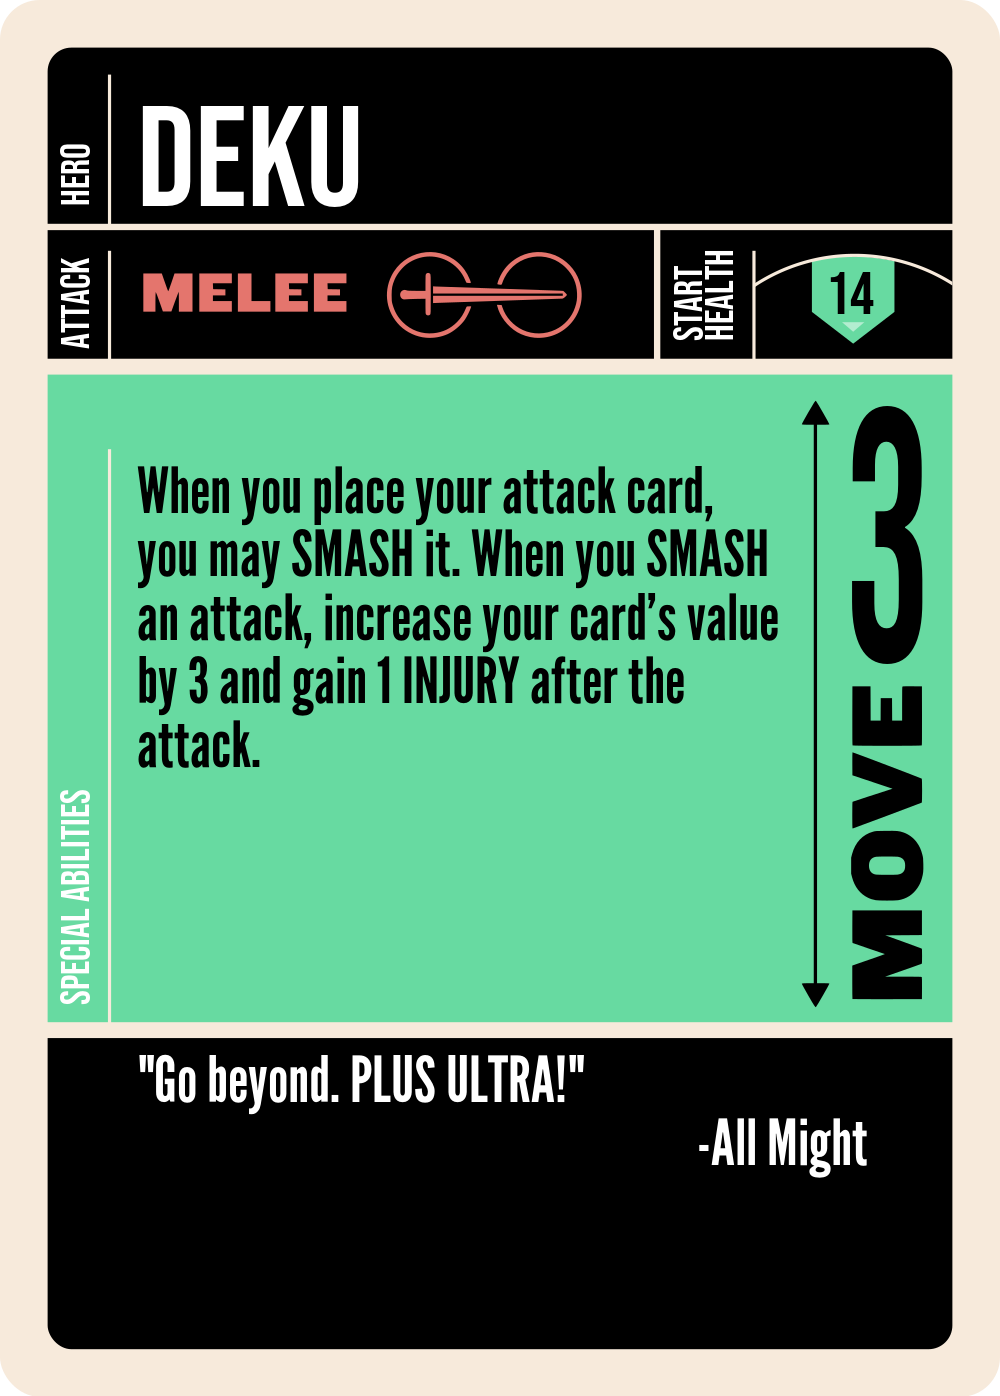 HERO
DEKU
ATTACK
MELEE
START
HEALTH
14
When you place your attack card,
you may SMASH it. When you SMASH
an attack, increase your card’s value
by 3 and gain 1 INJURY after the
attack.
SPECIAL ABILITIES
MOVE 3
"Go beyond. PLUS ULTRA!"
-All Might